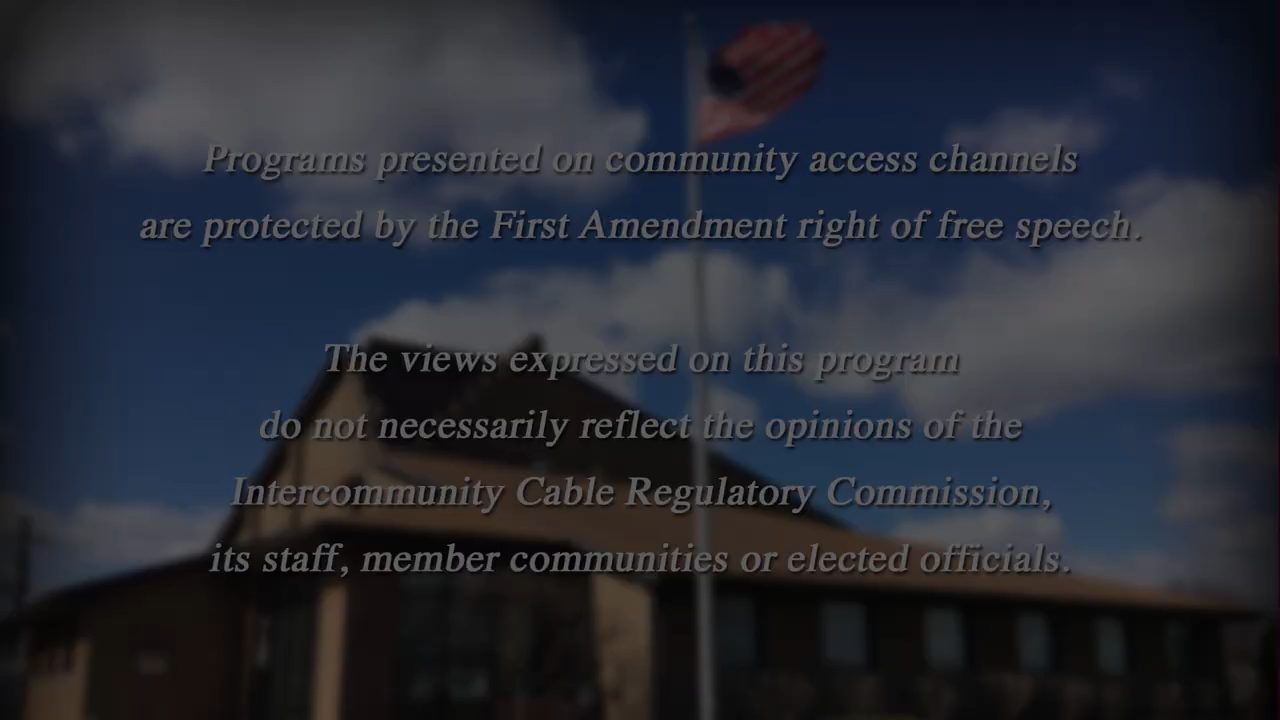 Programs presented on community access channels
are protected by the First Amendment right of free speech.
The views expressed on this program
do not necessarily reflect the opinions of the
Intercommunity Cable Regulatory Commission,
its staff, member communities or elected officials.